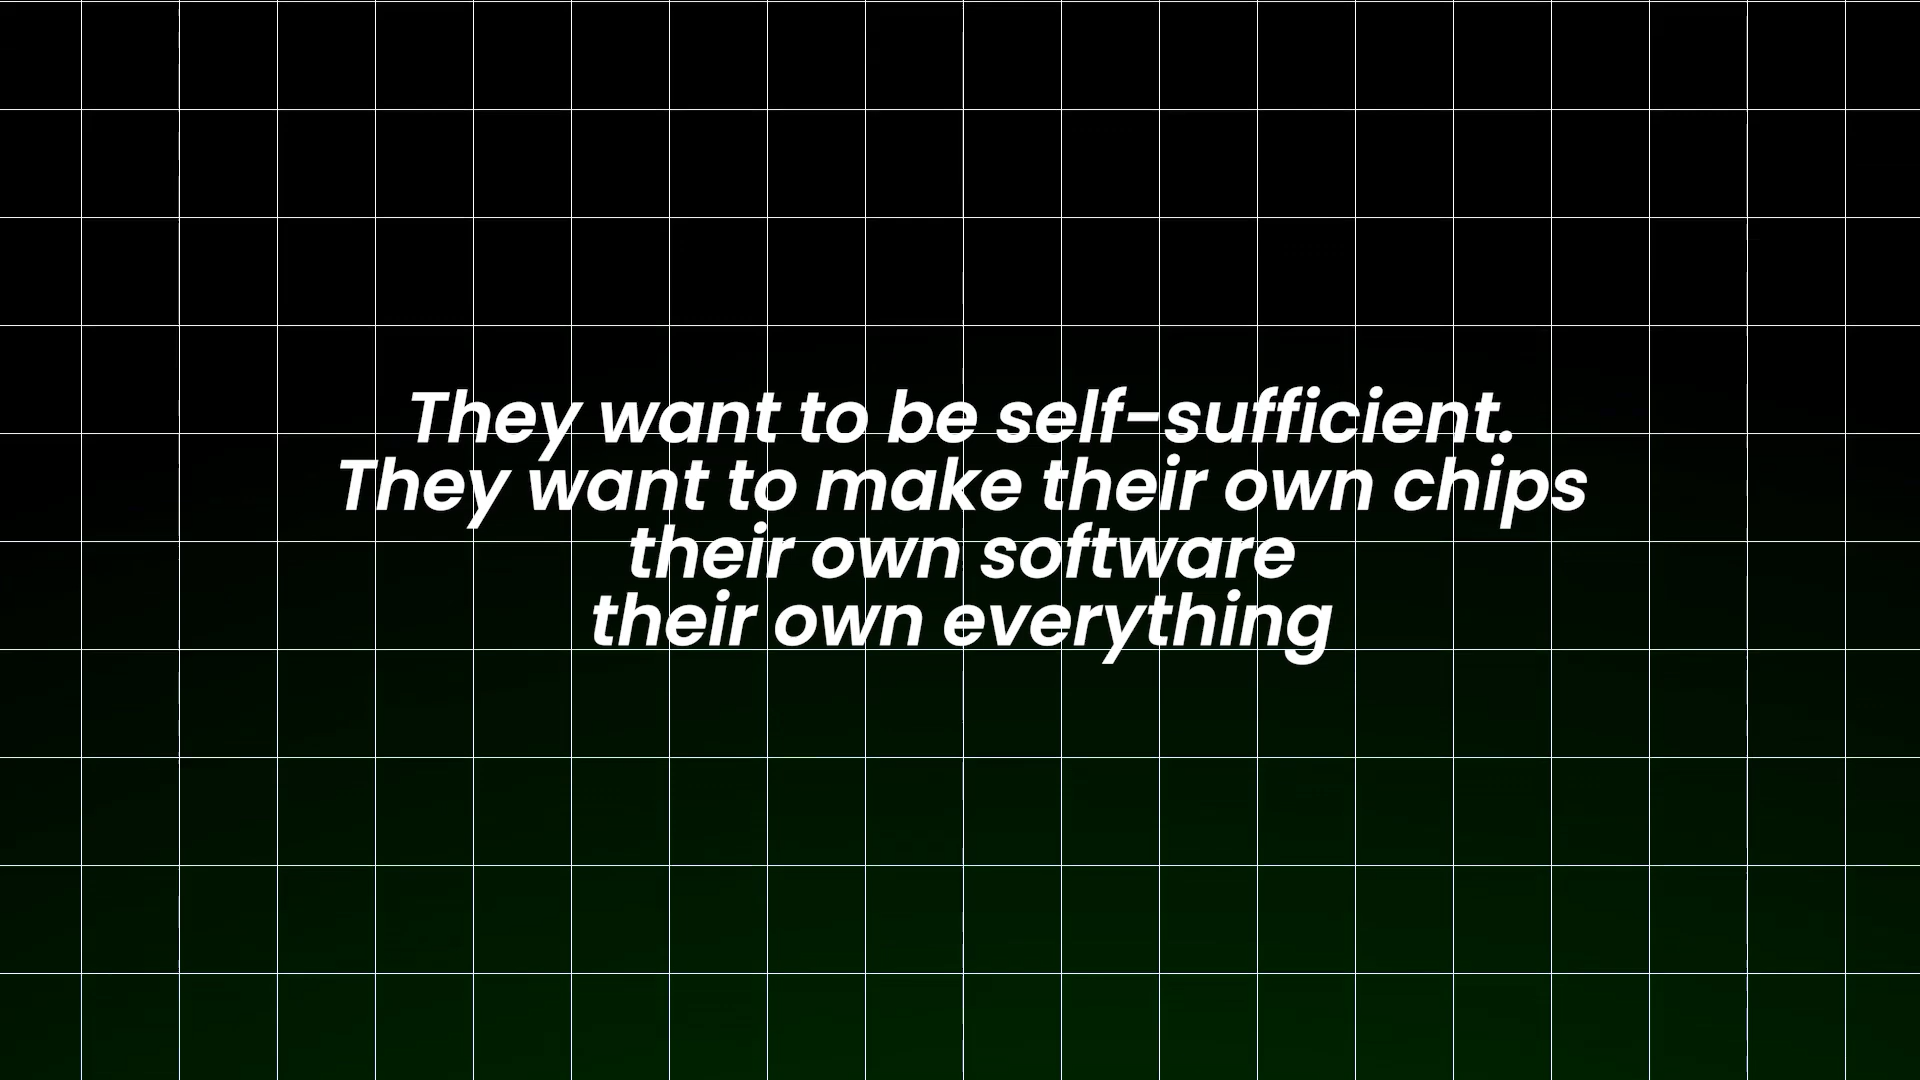 They want to be self-sufficient.
They want to make their own chips
their own software
their own everything